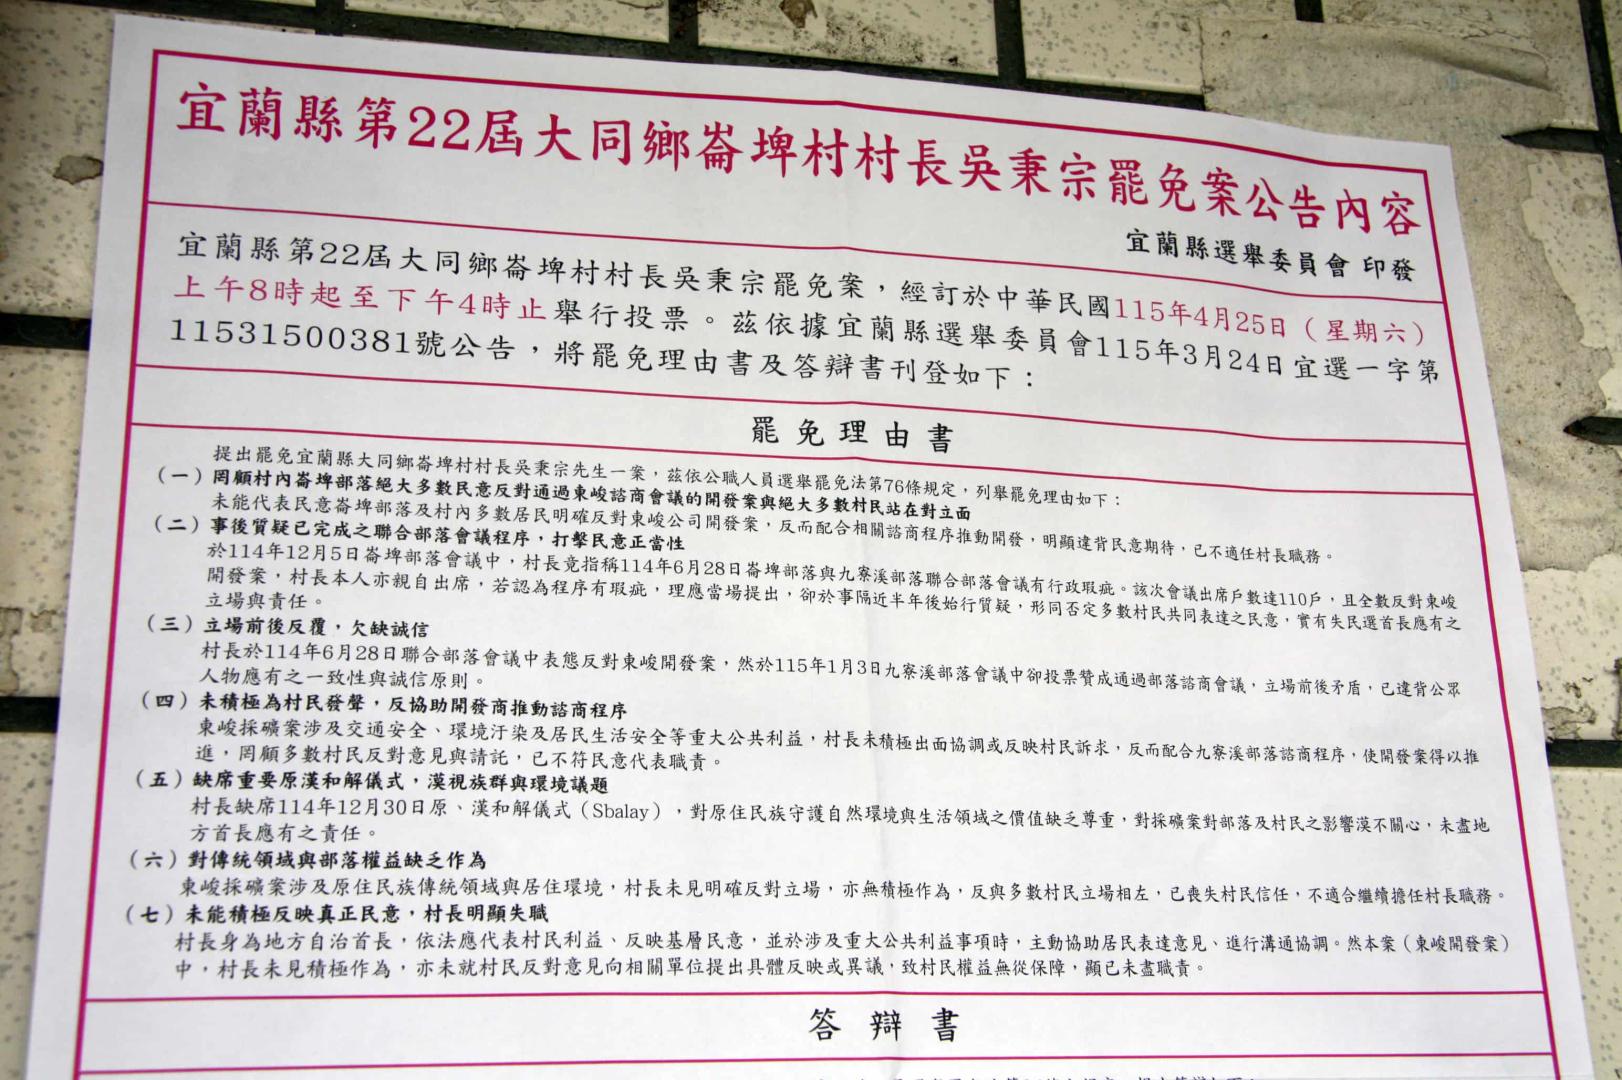 宜蘭縣第22屆大同鄉崙埤村村長吳秉宗罷免案公告內容
宜蘭縣選舉委員會 印發
宜蘭縣第22屆大同鄉崙埤村村長吳秉宗罷免案，經訂於中華民國115年4月25日（星期六）
上午8時起至下午4時止舉行投票。茲依據宜蘭縣選舉委員會115年3月24日宜選一字第
11531500381號公告，將罷免理由書及答辯書刊登如下：
罷免理由書
提出罷免宜蘭縣大同鄉崙埤村村長吳秉宗先生一案，茲依公職人員選舉罷免法第76條規定，列舉罷免理由如下：
（一）罔顧村內崙埤部落絕大多數民意反對通過東峻諮商會議的開發案與絕大多數村民站在對立面
未能代表民意崙埤部落及村內多數居民明確反對東峻公司開發案，反而配合相關諮商程序推動開發，明顯違背民意期待，已不適任村長職務。
（二）事後質疑已完成之聯合部落會議程序，打擊民意正當性
於114年12月5日崙埤部落會議中，村長竟指稱114年6月28日崙埤部落與九寮溪部落聯合部落會議有行政瑕疵。該次會議出席戶數達110戶，且全數反對東峻
開發案，村長本人亦親自出席，若認為程序有瑕疵，理應當場提出，卻於事隔近半年後始行質疑，形同否定多數村民共同表達之民意，實有失民選首長應有之
立場與責任。
（三）立場前後反覆，欠缺誠信
村長於114年6月28日聯合部落會議中表態反對東峻開發案，然於115年1月3日九寮溪部落會議中卻投票贊成通過部落諮商會議，立場前後矛盾，已違背公眾
人物應有之一致性與誠信原則。
（四）未積極為村民發聲，反協助開發商推動諮商程序
東峻採礦案涉及交通安全、環境汙染及居民生活安全等重大公共利益，村長未積極出面協調或反映村民訴求，反而配合九寮溪部落諮商程序，使開發案得以推
進，罔顧多數村民反對意見與請託，已不符民意代表職責。
（五）缺席重要原漢和解儀式，漠視族群與環境議題
村長缺席114年12月30日原、漢和解儀式（Sbalay），對原住民族守護自然環境與生活領域之價值缺乏尊重，對採礦案對部落及村民之影響漠不關心，未盡地
方首長應有之責任。
（六）對傳統領域與部落權益缺乏作為
東峻採礦案涉及原住民族傳統領域與居住環境，村長未見明確反對立場，亦無積極作為，反與多數村民立場相左，已喪失村民信任，不適合繼續擔任村長職務。
（七）未能積極反映真正民意，村長明顯失職
村長身為地方自治首長，依法應代表村民利益、反映基層民意，並於涉及重大公共利益事項時，主動協助居民表達意見、進行溝通協調。然本案（東峻開發案）
中，村長未見積極作為，亦未就村民反對意見向相關單位提出具體反映或異議，致村民權益無從保障，顯已未盡職責。
答辯書